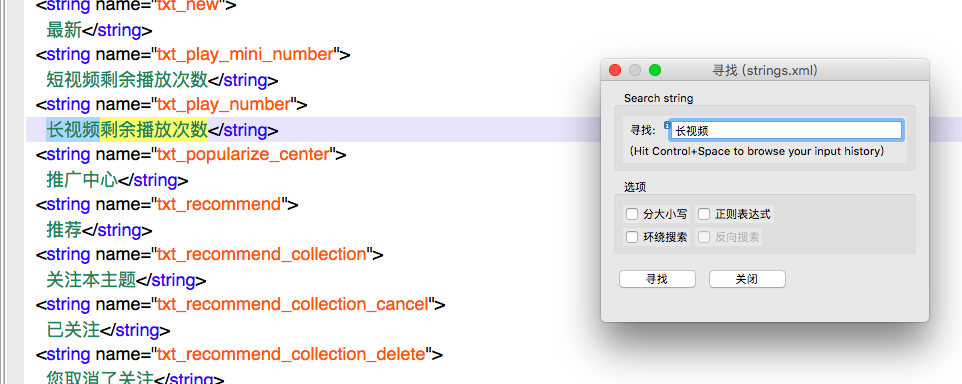 <string name="txt_new">
最新</string>
<string name="txt_play_mini_number">
短视频剩余播放次数</string>
<string name="txt_play_number">
长视频剩余播放次数</string>
<string name="txt_popularize_center">
推广中心</string>
<string name="txt_recommend">
推荐</string>
<string name="txt_recommend_collection">
关注本主题</string>
<string name="txt_recommend_collection_cancel">
已关注</string>
<string name="txt_recommend_collection_delete">
您取消了关注</string>
寻找 (strings.xml)
Search string
寻找: 长视频
(Hit Control+Space to browse your input history)
选项
分大小写 正则表达式
环绕搜索 反向搜索
寻找 关闭